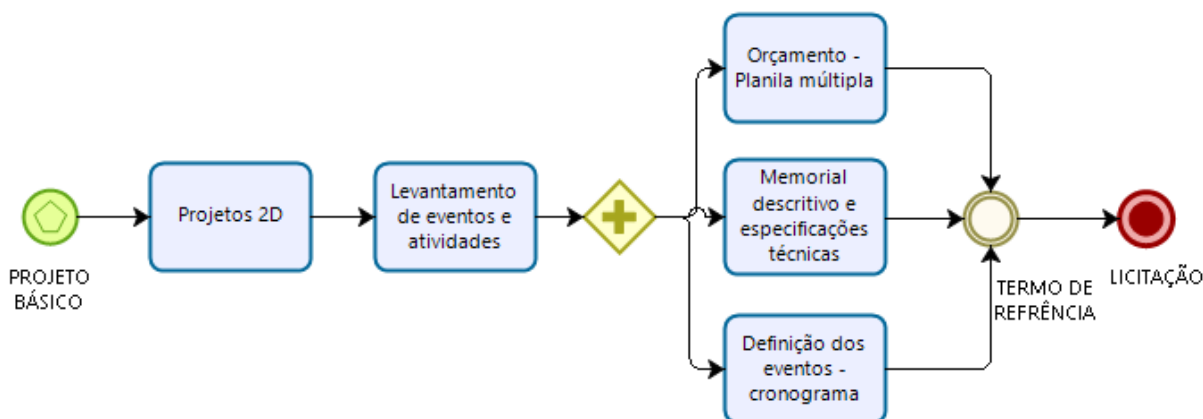 PROJETO
BÁSICO
Projetos 2D
Levantamento
de eventos e
atividades
Orçamento -
Planila múltipla
Memorial
descritivo e
especificações
técnicas
Definição dos
eventos -
cronograma
TERMO DE
REFRÊNCIA
LICITAÇÃO